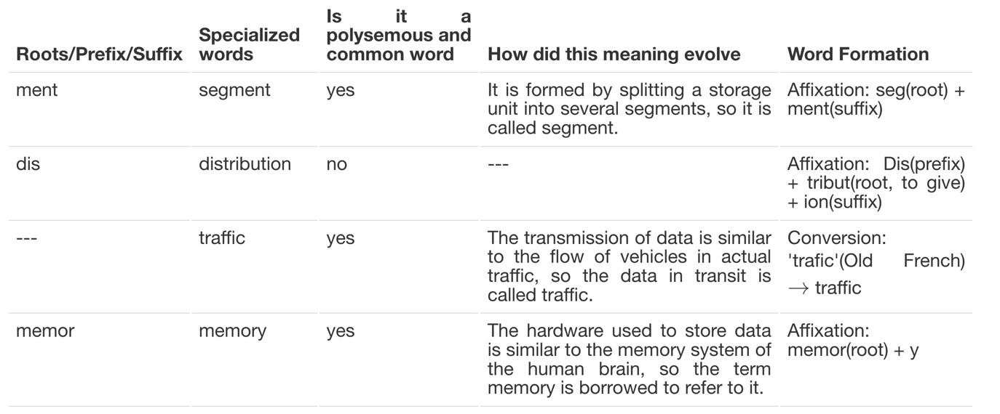 Roots/Prefix/Suffix
Specialized
words
Is it a
polysemous and
common word
How did this meaning evolve
Word Formation
ment
segment
yes
It is formed by splitting a storage
unit into several segments, so it is
called segment.
Affixation: seg(root) +
ment(suffix)
dis
distribution
no
---
Affixation: Dis(prefix)
+ tribut(root, to give)
+ ion(suffix)
---
traffic
yes
The transmission of data is similar
to the flow of vehicles in actual
traffic, so the data in transit is
called traffic.
Conversion:
'trafic'(Old French)
→ traffic
memor
memory
yes
The hardware used to store data
is similar to the memory system of
the human brain, so the term
memory is borrowed to refer to it.
Affixation:
memor(root) + y